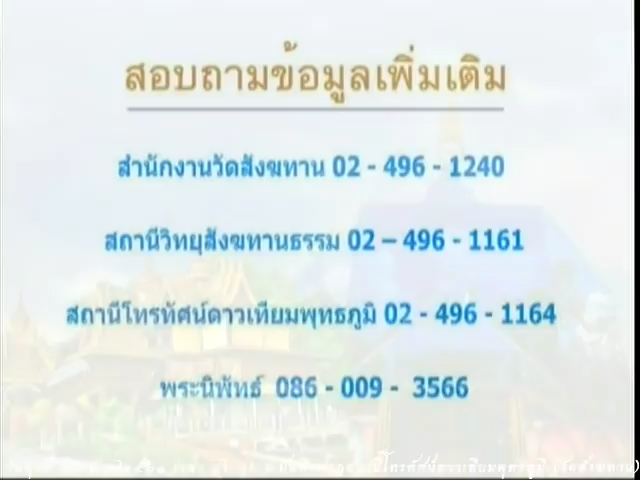 สอบถามข้อมูลเพิ่มเติม
สำนักงานวัดสังฆทาน 02 - 496 - 1240
สถานีวิทยุสังฆทานธรรม 02 – 496 - 1161
สถานีโทรทัศน์ดาวเทียมพุทธภูมิ 02 - 496 - 1164
พระนิพัทธ์ 086 - 009 - 3566